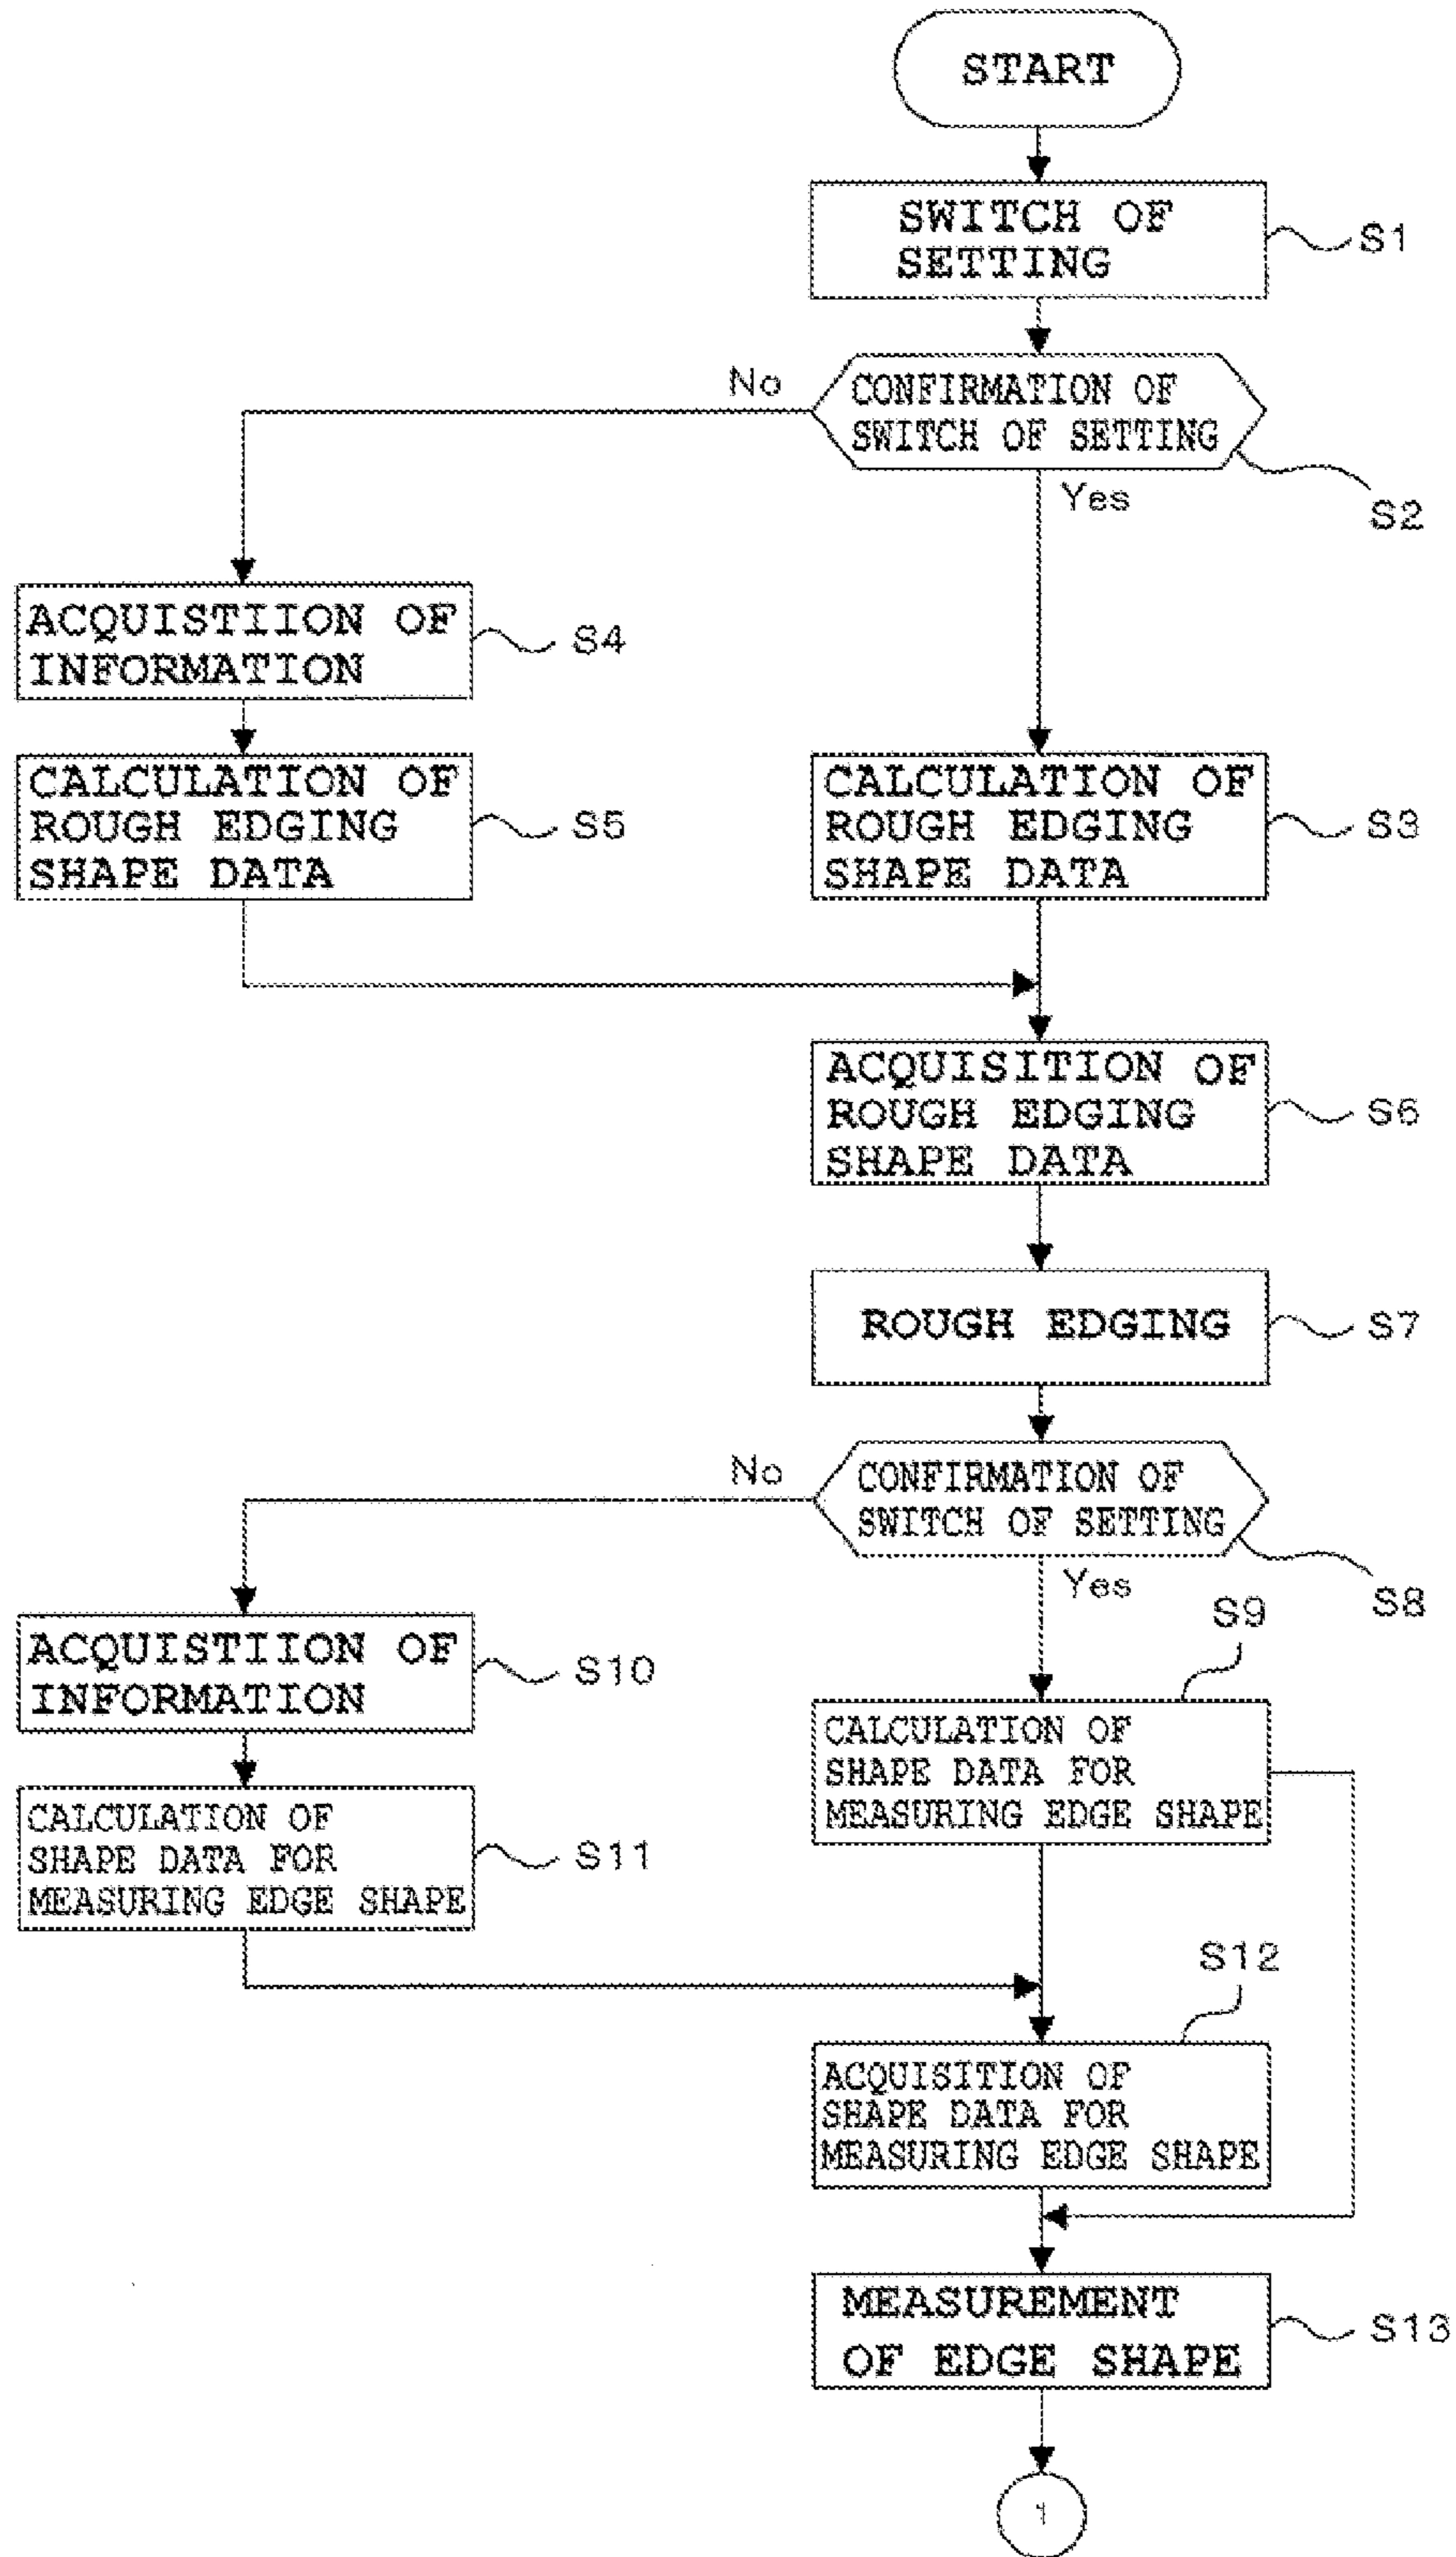 START
SWITCH OF
SETTING
S1
No
CONFIRMATION OF
SWITCH OF SETTING
S2
Yes
ACQUISTIION OF
INFORMATION
S4
CALCULATION OF
ROUGH EDGING
SHAPE DATA
S5
CALCULATION OF
ROUGH EDGING
SHAPE DATA
S3
ACQUISITION OF
ROUGH EDGING
SHAPE DATA
S6
ROUGH EDGING
S7
No
CONFIRMATION OF
SWITCH OF SETTING
S8
Yes
ACQUISTIION OF
INFORMATION
S10
S9
CALCULATION OF
SHAPE DATA FOR
MEASURING EDGE SHAPE
CALCULATION OF
SHAPE DATA FOR
MEASURING EDGE SHAPE
S11
S12
ACQUISITION OF
SHAPE DATA FOR
MEASURING EDGE SHAPE
MEASUREMENT
OF EDGE SHAPE
S13
1